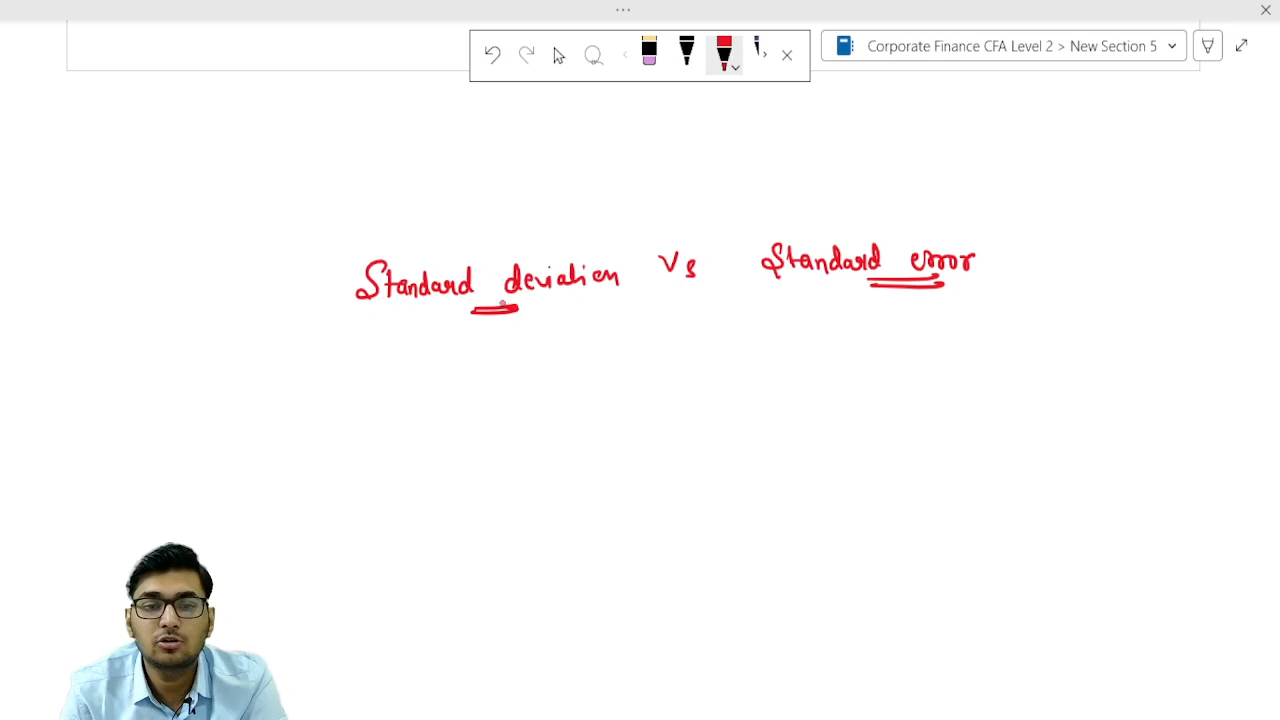 Corporate Finance CFA Level 2 > New Section 5
Standard deviation Vs Standard error